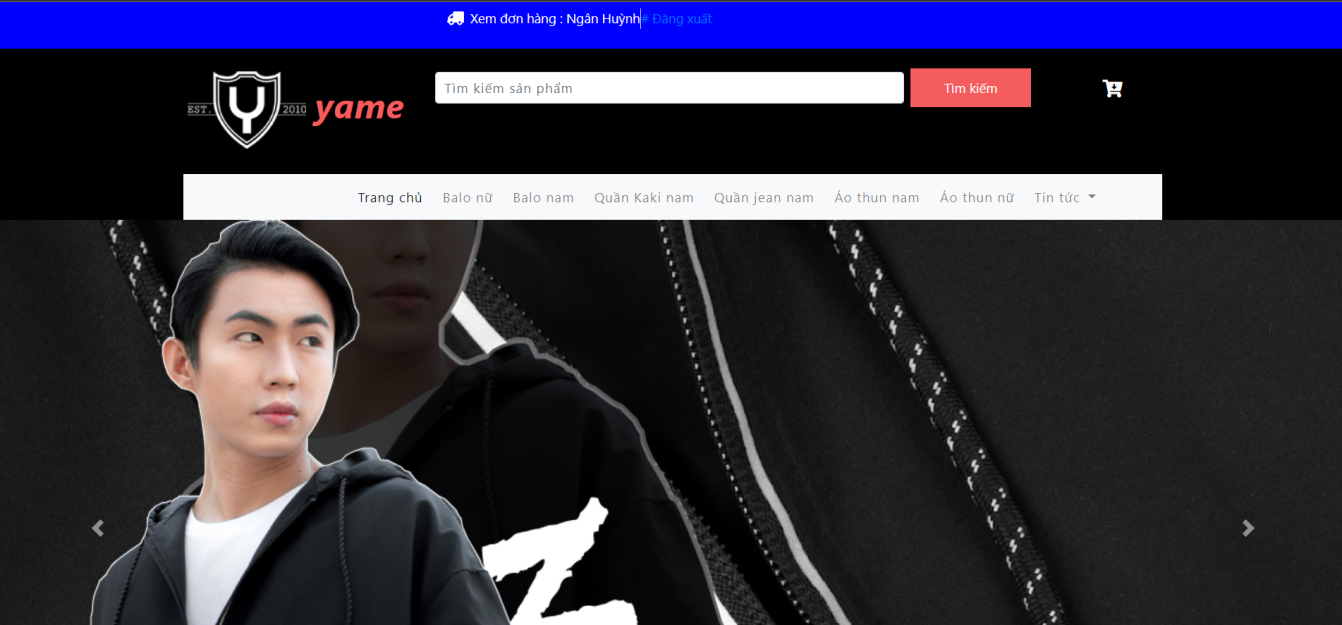 Xem đơn hàng : Ngân Huỳnh# Đăng xuất
EST. Y 2010 yame
Tìm kiếm sản phẩm
Tìm kiếm
Trang chủ Balo nữ Balo nam Quần Kaki nam Quần jean nam Áo thun nam Áo thun nữ Tin tức
Z